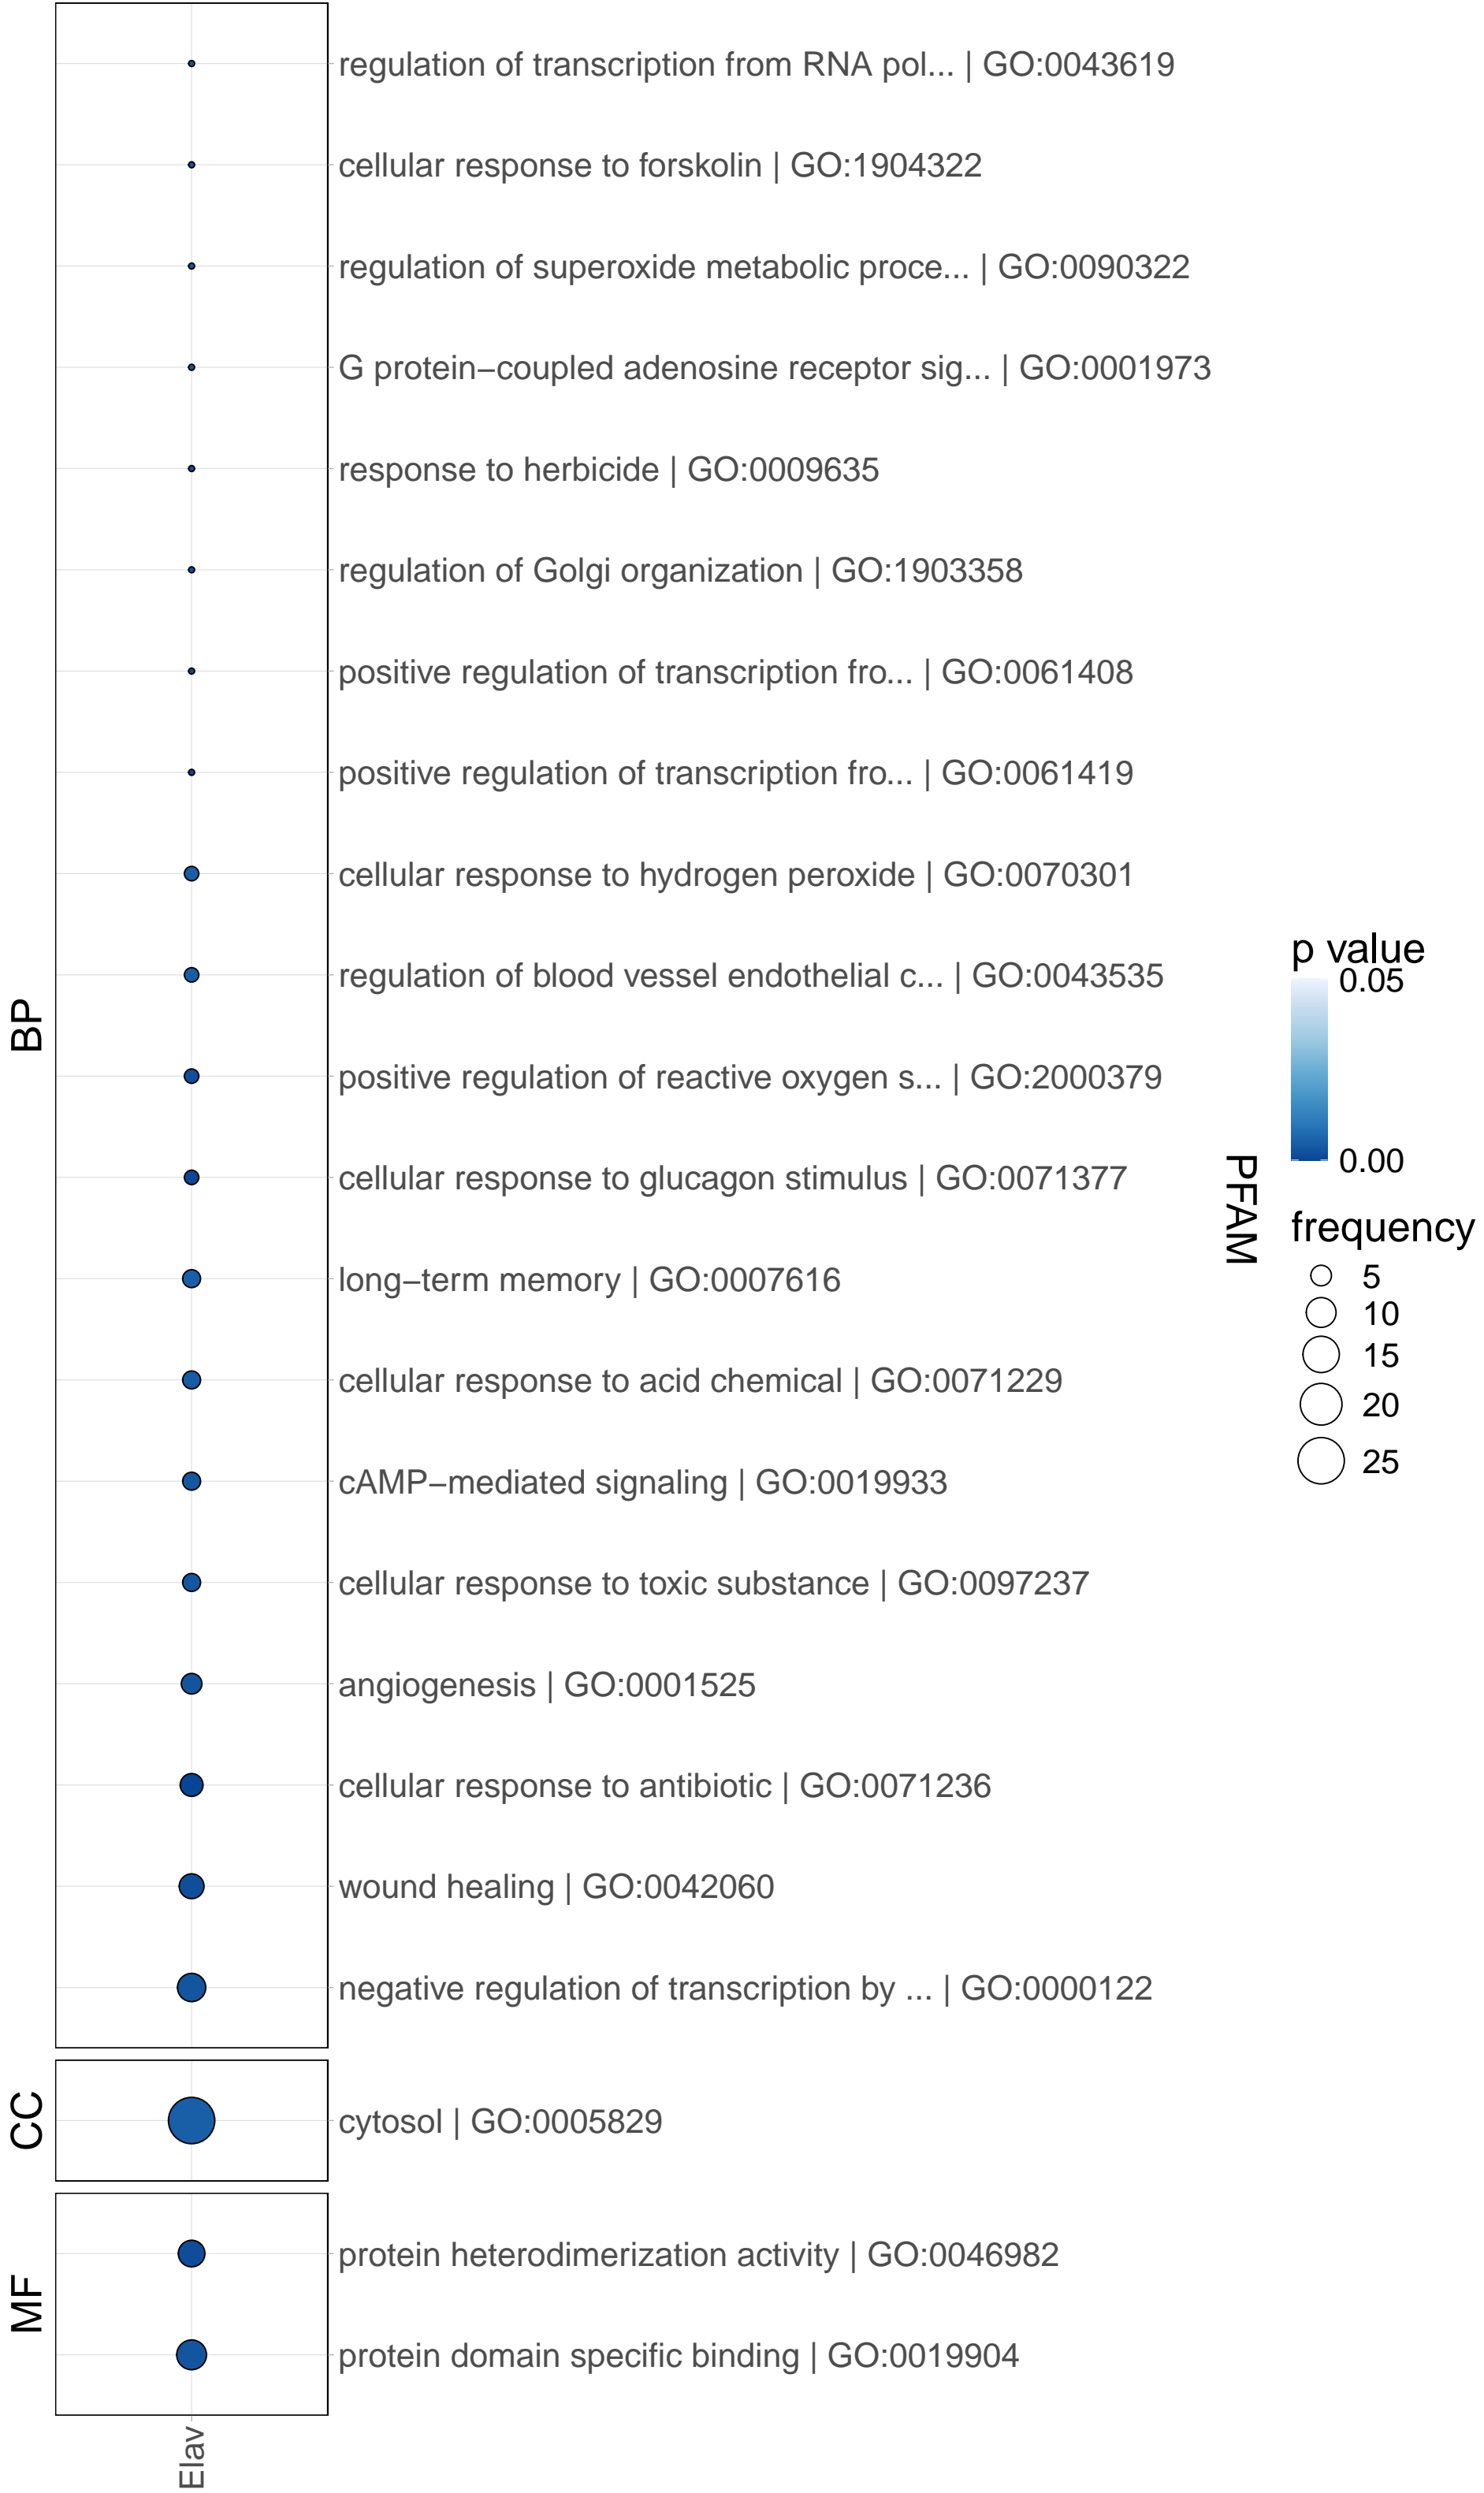 regulation of transcription from RNA pol... | GO:0043619
cellular response to forskolin | GO:1904322
regulation of superoxide metabolic proce... | GO:0090322
G protein−coupled adenosine receptor sig... | GO:0001973
response to herbicide | GO:0009635
regulation of Golgi organization | GO:1903358
positive regulation of transcription fro... | GO:0061408
positive regulation of transcription fro... | GO:0061419
cellular response to hydrogen peroxide | GO:0070301
regulation of blood vessel endothelial c... | GO:0043535
positive regulation of reactive oxygen s... | GO:2000379
cellular response to glucagon stimulus | GO:0071377
long−term memory | GO:0007616
cellular response to acid chemical | GO:0071229
cAMP−mediated signaling | GO:0019933
cellular response to toxic substance | GO:0097237
angiogenesis | GO:0001525
cellular response to antibiotic | GO:0071236
wound healing | GO:0042060
negative regulation of transcription by ... | GO:0000122
BP
cytosol | GO:0005829
CC
protein heterodimerization activity | GO:0046982
protein domain specific binding | GO:0019904
MF
Elav
PFAM
p value
0.05
0.00
frequency
5
10
15
20
25